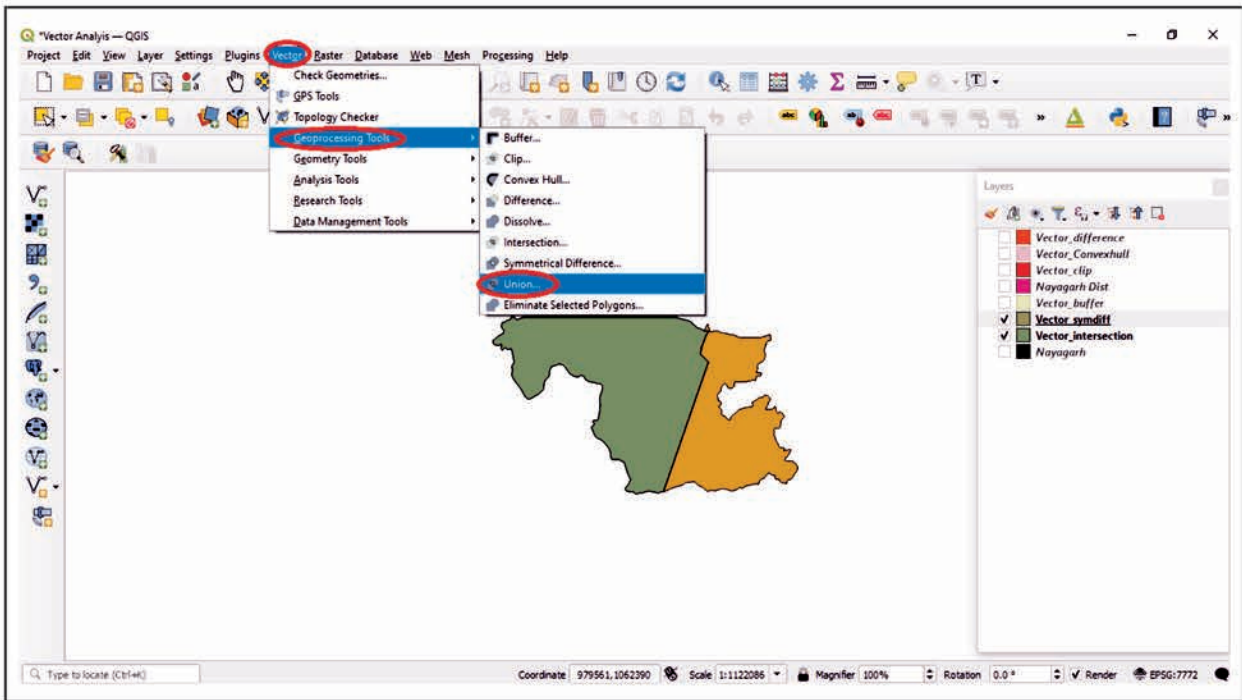 *Vector Analyis — QGIS
Project Edit View Layer Settings Plugins Vector Raster Database Web Mesh Processing Help
Check Geometries...
GPS Tools
Topology Checker
Geoprocessing Tools
Geometry Tools
Analysis Tools
Research Tools
Data Management Tools
Buffer...
Clip...
Convex Hull...
Difference...
Dissolve...
Intersection...
Symmetrical Difference...
Union...
Eliminate Selected Polygons...
Layers
Vector_difference
Vector_Convexhull
Vector_clip
Nayagarh Dist
Vector_buffer
Vector_symdiff
Vector_intersection
Nayagarh
Type to locate (Ctrl+K) Coordinate 979561,1062390 Scale 1:1122086 Magnifier 100% Rotation 0.0 ° Render EPSG:7772